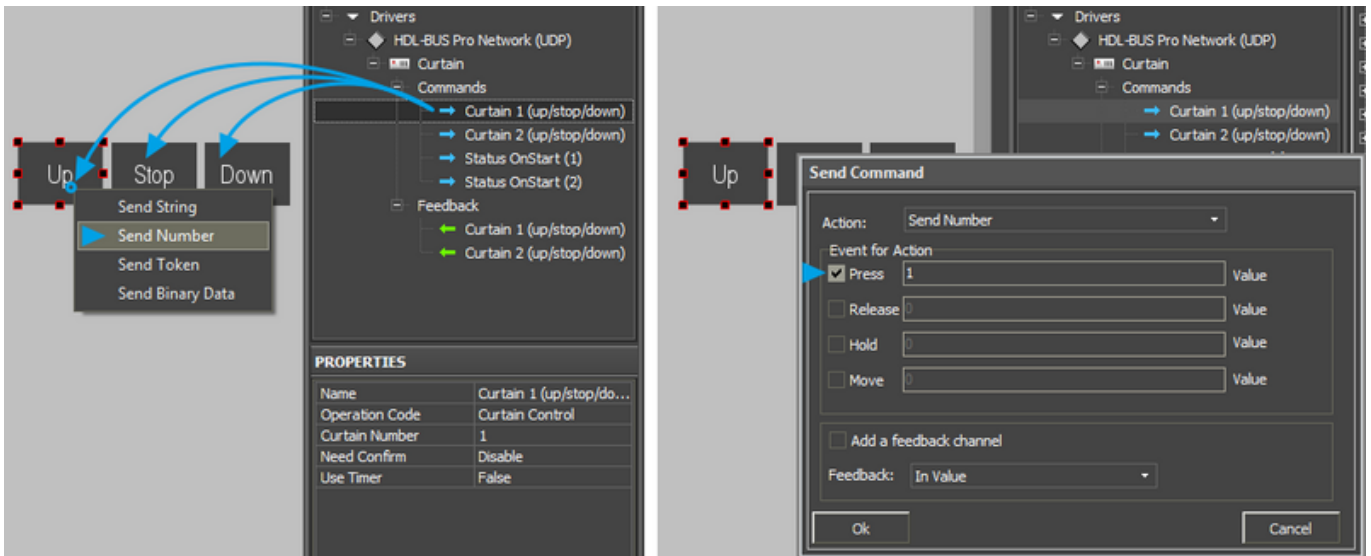 Drivers
HDL-BUS Pro Network (UDP)
Curtain
Commands
Curtain 1 (up/stop/down)
Curtain 2 (up/stop/down)
Status OnStart (1)
Status OnStart (2)
Feedback
Curtain 1 (up/stop/down)
Curtain 2 (up/stop/down)
Up Stop Down
Send String
Send Number
Send Token
Send Binary Data
PROPERTIES
Name Curtain 1 (up/stop/do...
Operation Code Curtain Control
Curtain Number 1
Need Confirm Disable
Use Timer False
Drivers
HDL-BUS Pro Network (UDP)
Curtain
Commands
Curtain 1 (up/stop/down)
Curtain 2 (up/stop/down)
Up
Send Command
Action: Send Number
Event for Action
Press 1 Value
Release 0 Value
Hold 0 Value
Move 0 Value
Add a feedback channel
Feedback: In Value
Ok Cancel